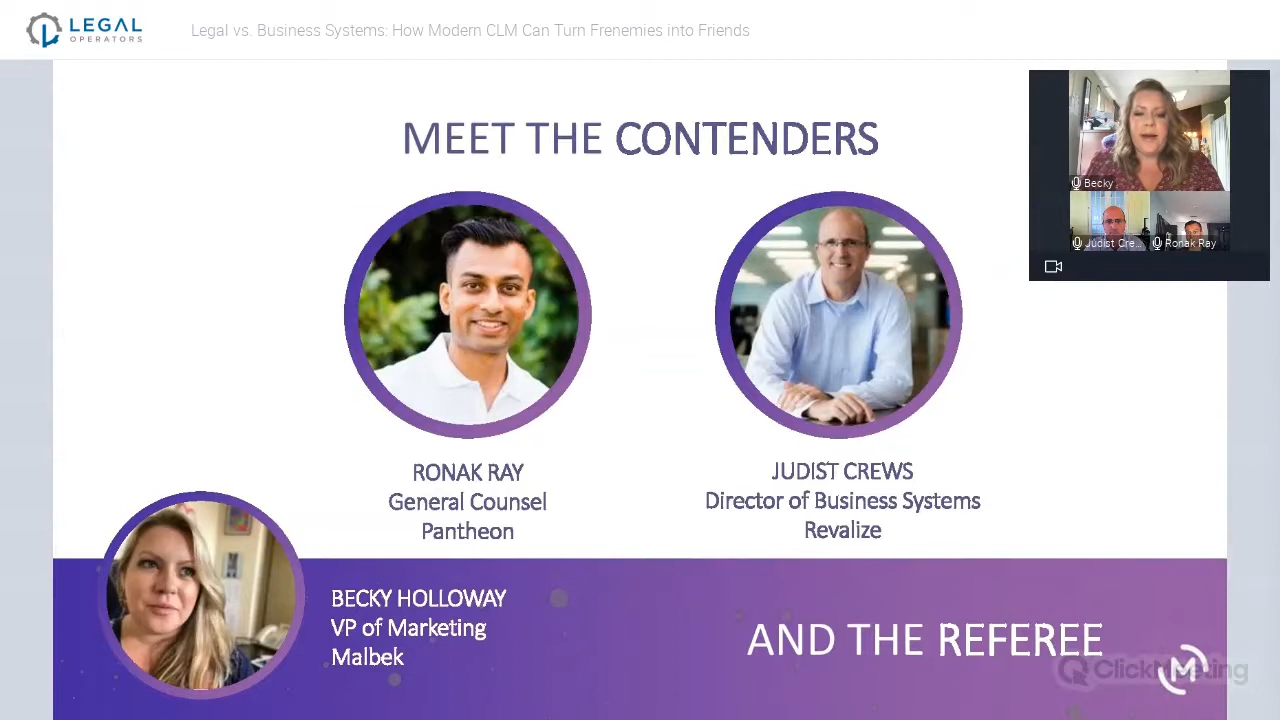 LEGAL
OPERATORS
Legal vs. Business Systems: How Modern CLM Can Turn Frenemies into Friends
MEET THE CONTENDERS
Becky
Judist Cre...
Ronak Ray
RONAK RAY
General Counsel
Pantheon
JUDIST CREWS
Director of Business Systems
Revalize
BECKY HOLLOWAY
VP of Marketing
Malbek
AND THE REFEREE
ClickMeeting